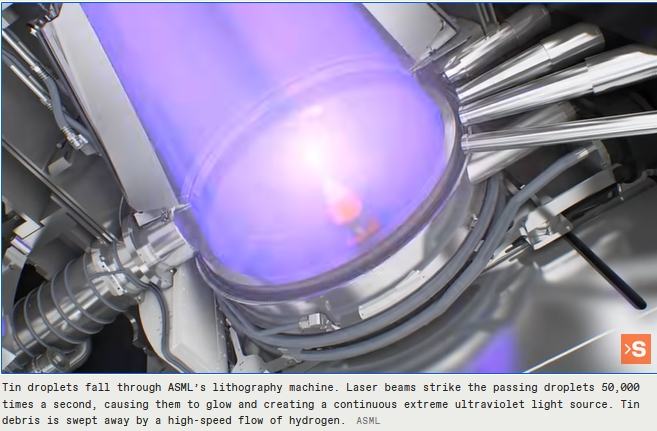 >S
Tin droplets fall through ASML’s lithography machine. Laser beams strike the passing droplets 50,000
times a second, causing them to glow and creating a continuous extreme ultraviolet light source. Tin
debris is swept away by a high-speed flow of hydrogen. ASML